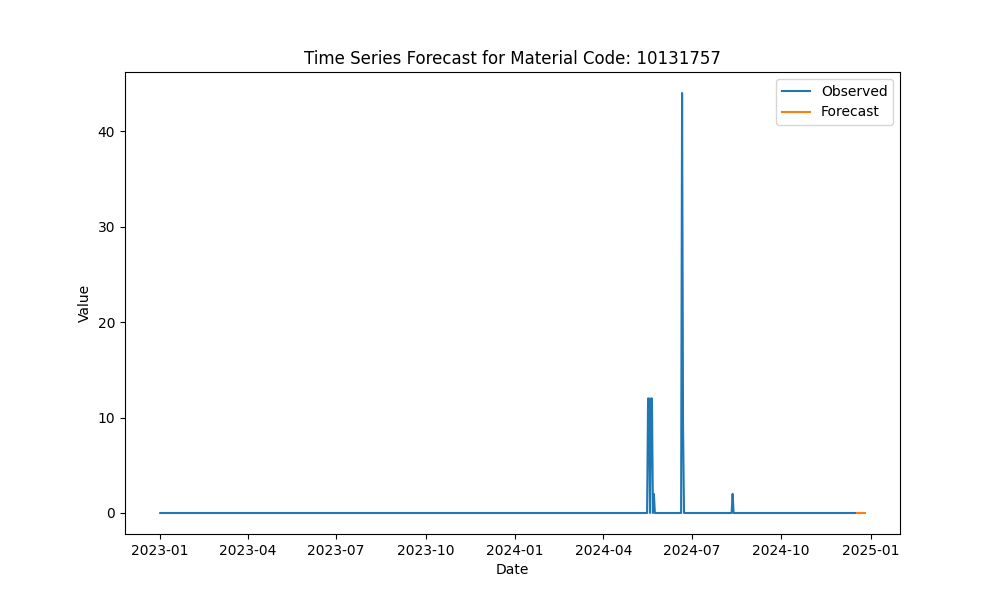 Time Series Forecast for Material Code: 10131757
Observed
Forecast
Value
40
30
20
10
0
2023-01 2023-04 2023-07 2023-10 2024-01 2024-04 2024-07 2024-10 2025-01
Date